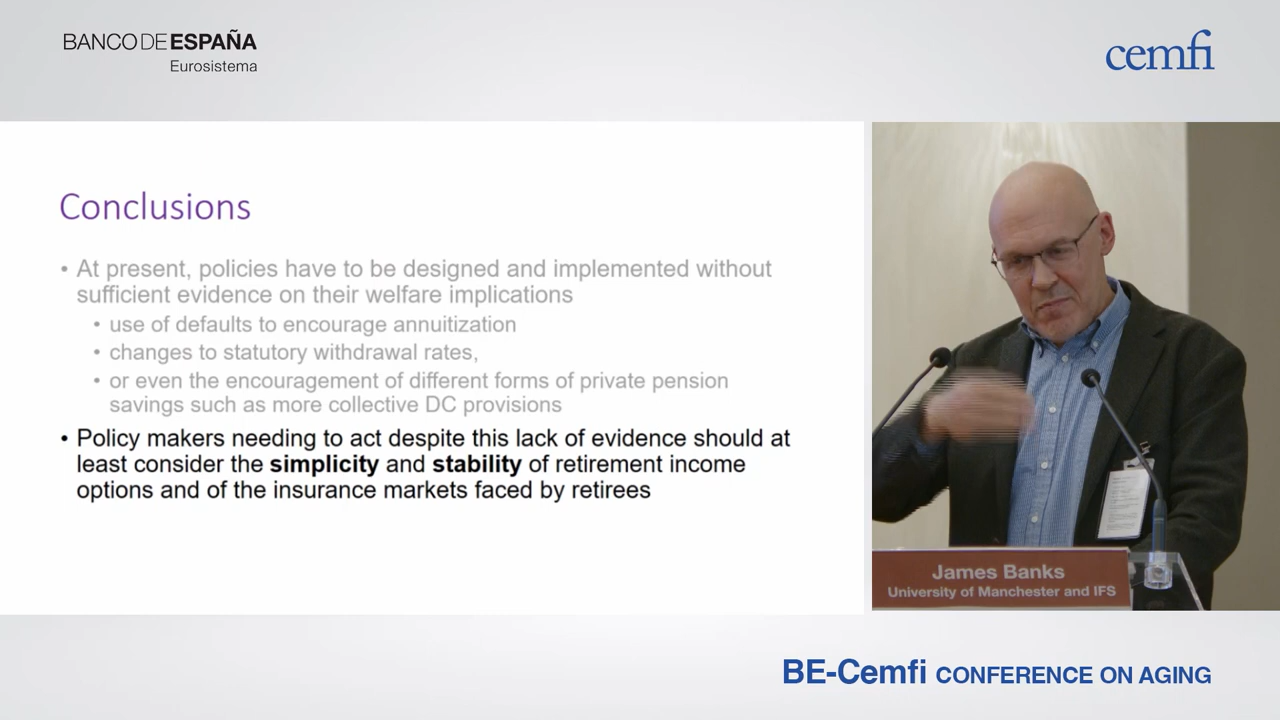 BANCO DE ESPAÑA
Eurosistema
cemfi
Conclusions
• At present, policies have to be designed and implemented without
sufficient evidence on their welfare implications
• use of defaults to encourage annuitization
• changes to statutory withdrawal rates,
• or even the encouragement of different forms of private pension
savings such as more collective DC provisions
• Policy makers needing to act despite this lack of evidence should at
least consider the simplicity and stability of retirement income
options and of the insurance markets faced by retirees
James Banks
University of Manchester and IFS
BE-Cemfi CONFERENCE ON AGING